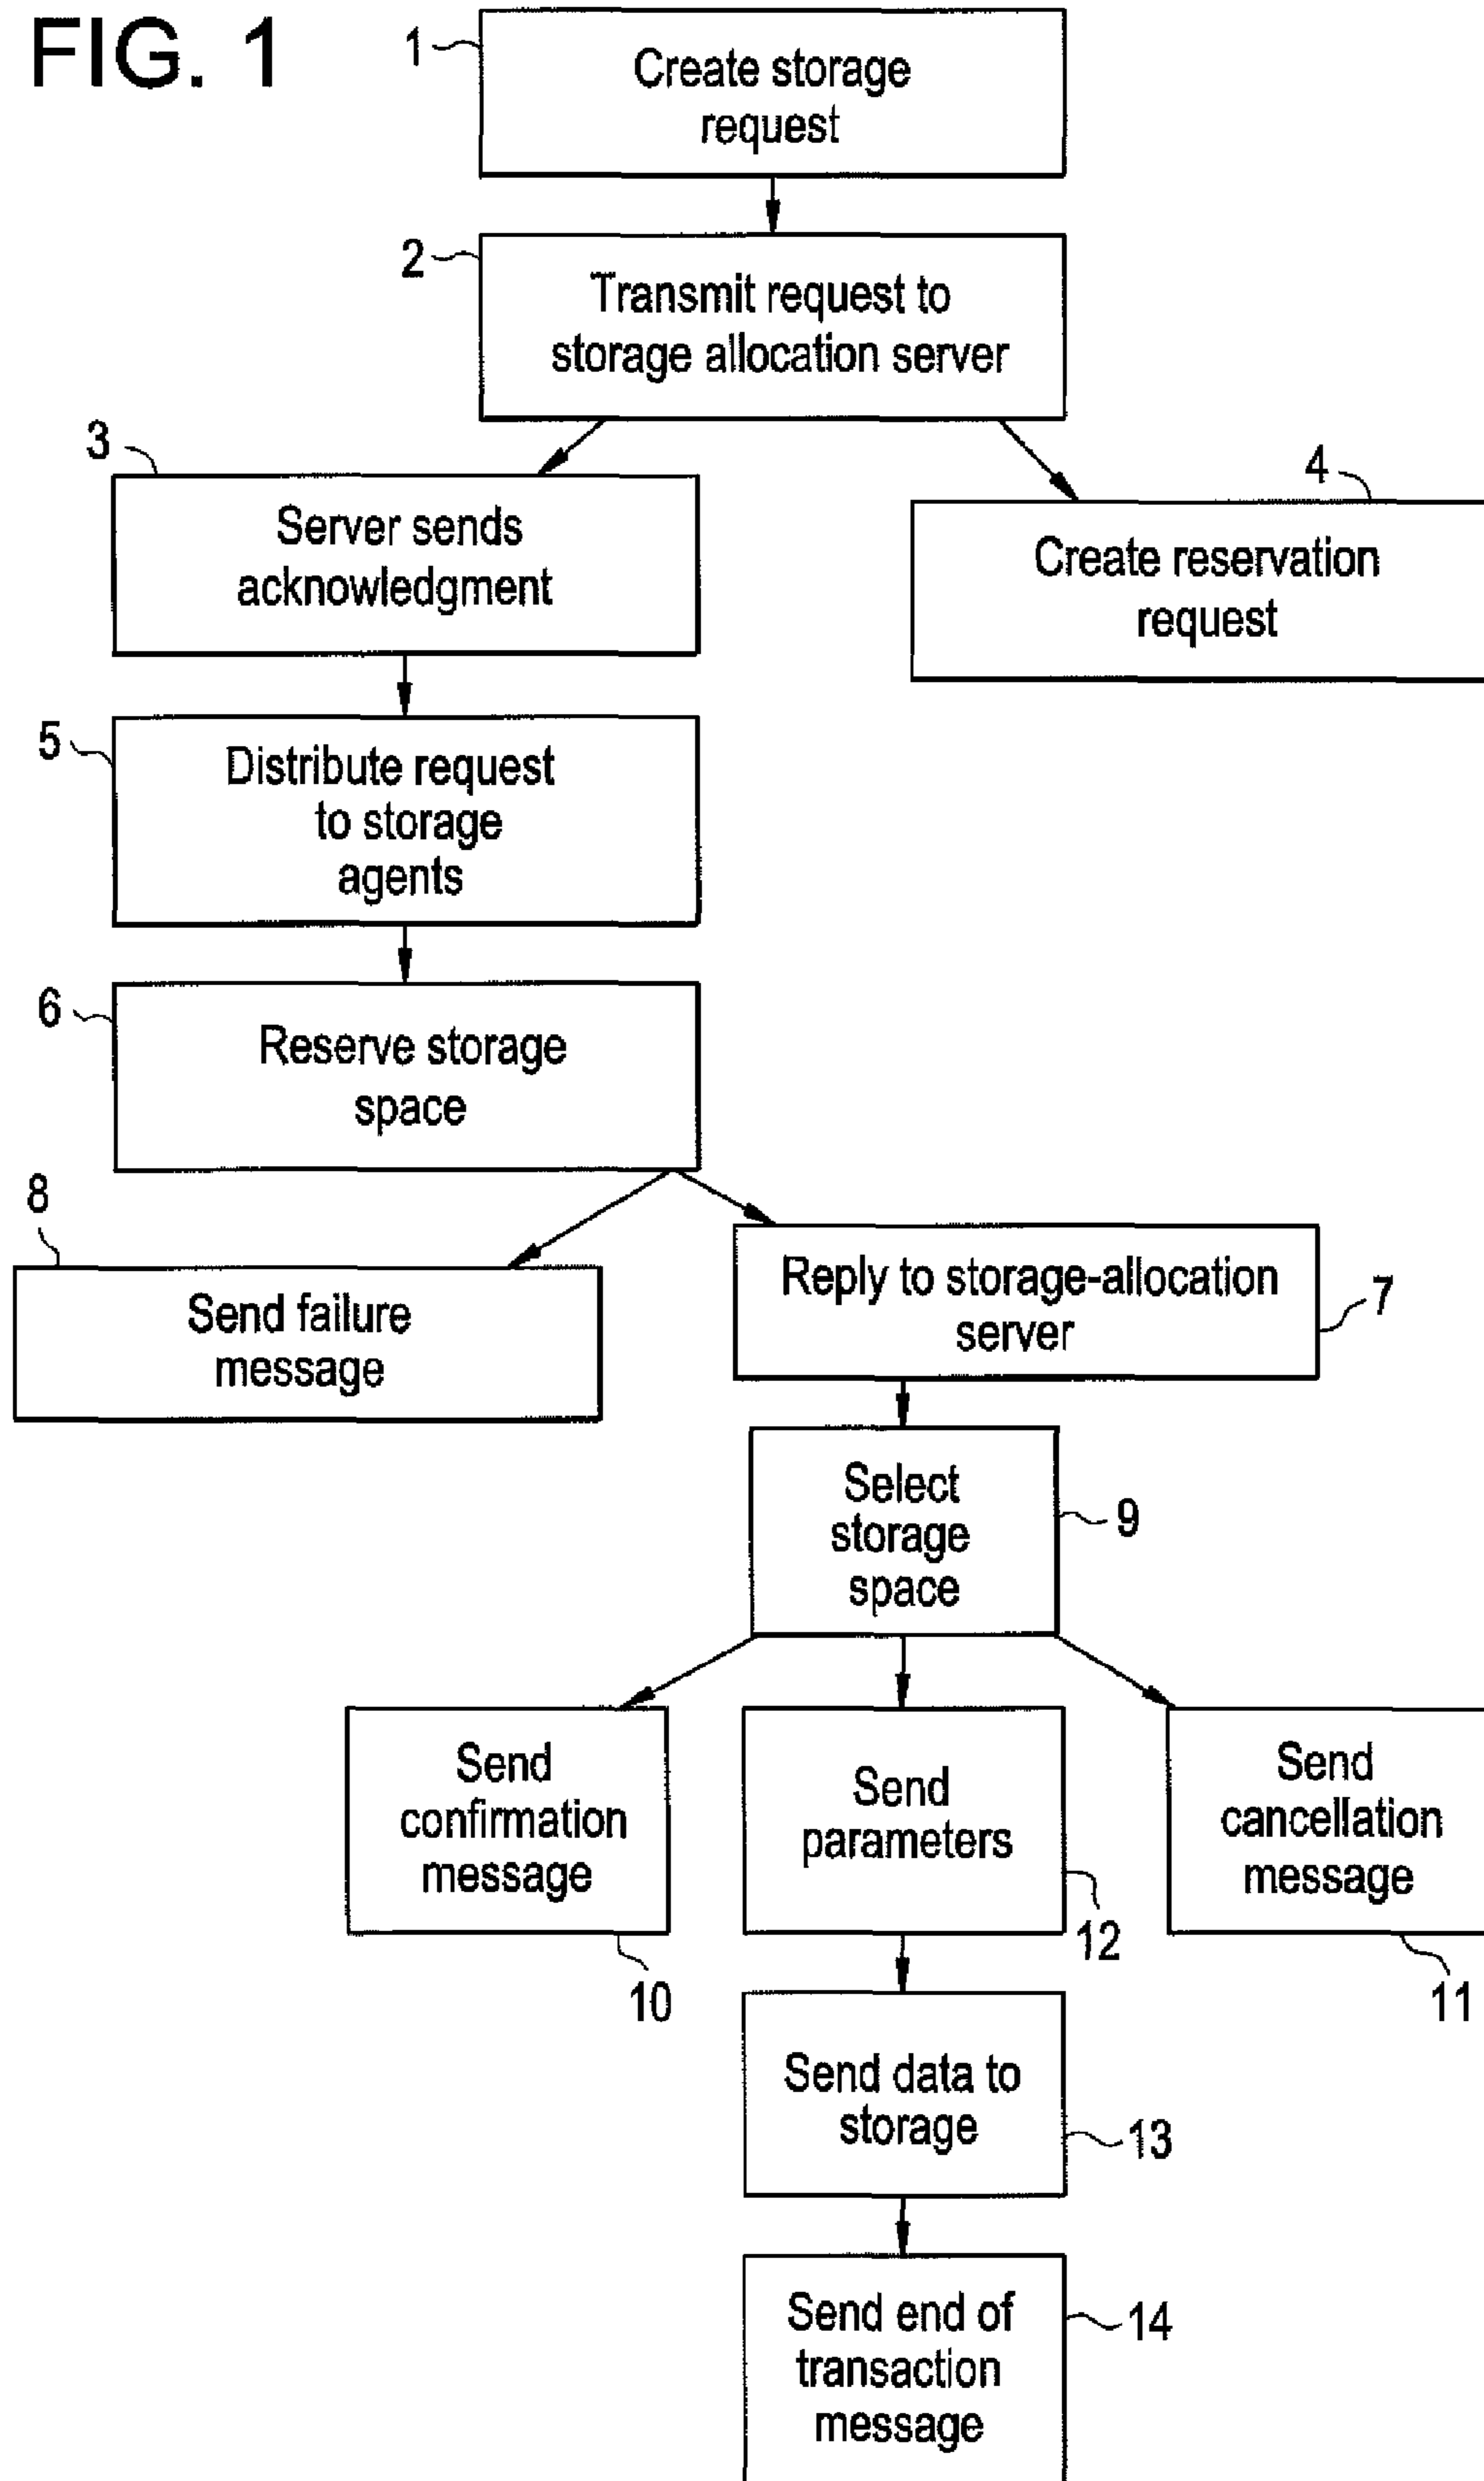 FIG. 1
1
Create storage
request
2
Transmit request to
storage allocation server
3
Server sends
acknowledgment
4
Create reservation
request
5
Distribute request
to storage
agents
6
Reserve storage
space
8
Send failure
message
Reply to storage-allocation
server
7
Select
storage
space
9
Send
confirmation
message
10
Send
parameters
12
Send
cancellation
message
11
Send data to
storage
13
Send end of
transaction
message
14